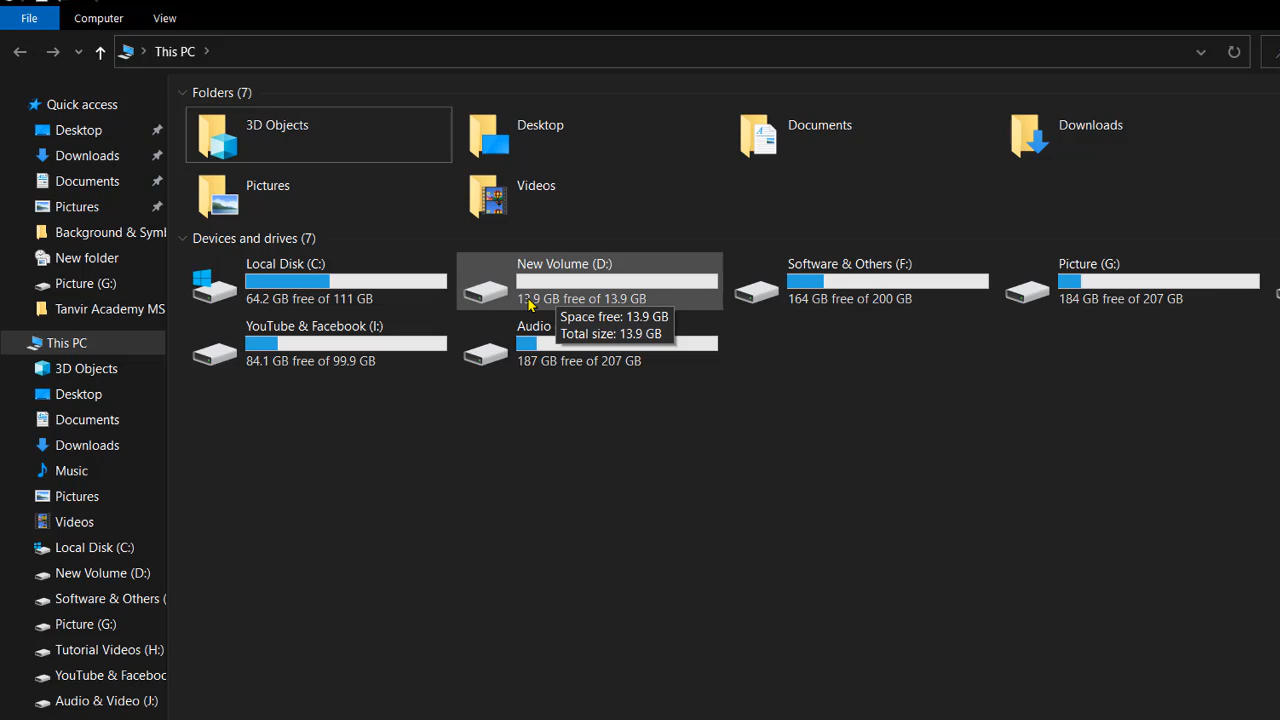 File Computer View
This PC
Quick access
Desktop
Downloads
Documents
Pictures
Background & Symb
New folder
Picture (G:)
Tanvir Academy MS
This PC
3D Objects
Desktop
Documents
Downloads
Music
Pictures
Videos
Local Disk (C:)
New Volume (D:)
Software & Others (
Picture (G:)
Tutorial Videos (H:)
YouTube & Faceboo
Audio & Video (J:)
Folders (7)
3D Objects
Desktop
Documents
Downloads
Pictures
Videos
Devices and drives (7)
Local Disk (C:)
64.2 GB free of 111 GB
New Volume (D:)
13.9 GB free of 13.9 GB
Software & Others (F:)
164 GB free of 200 GB
Picture (G:)
184 GB free of 207 GB
YouTube & Facebook (I:)
84.1 GB free of 99.9 GB
Audio
187 GB free of 207 GB
Space free: 13.9 GB
Total size: 13.9 GB